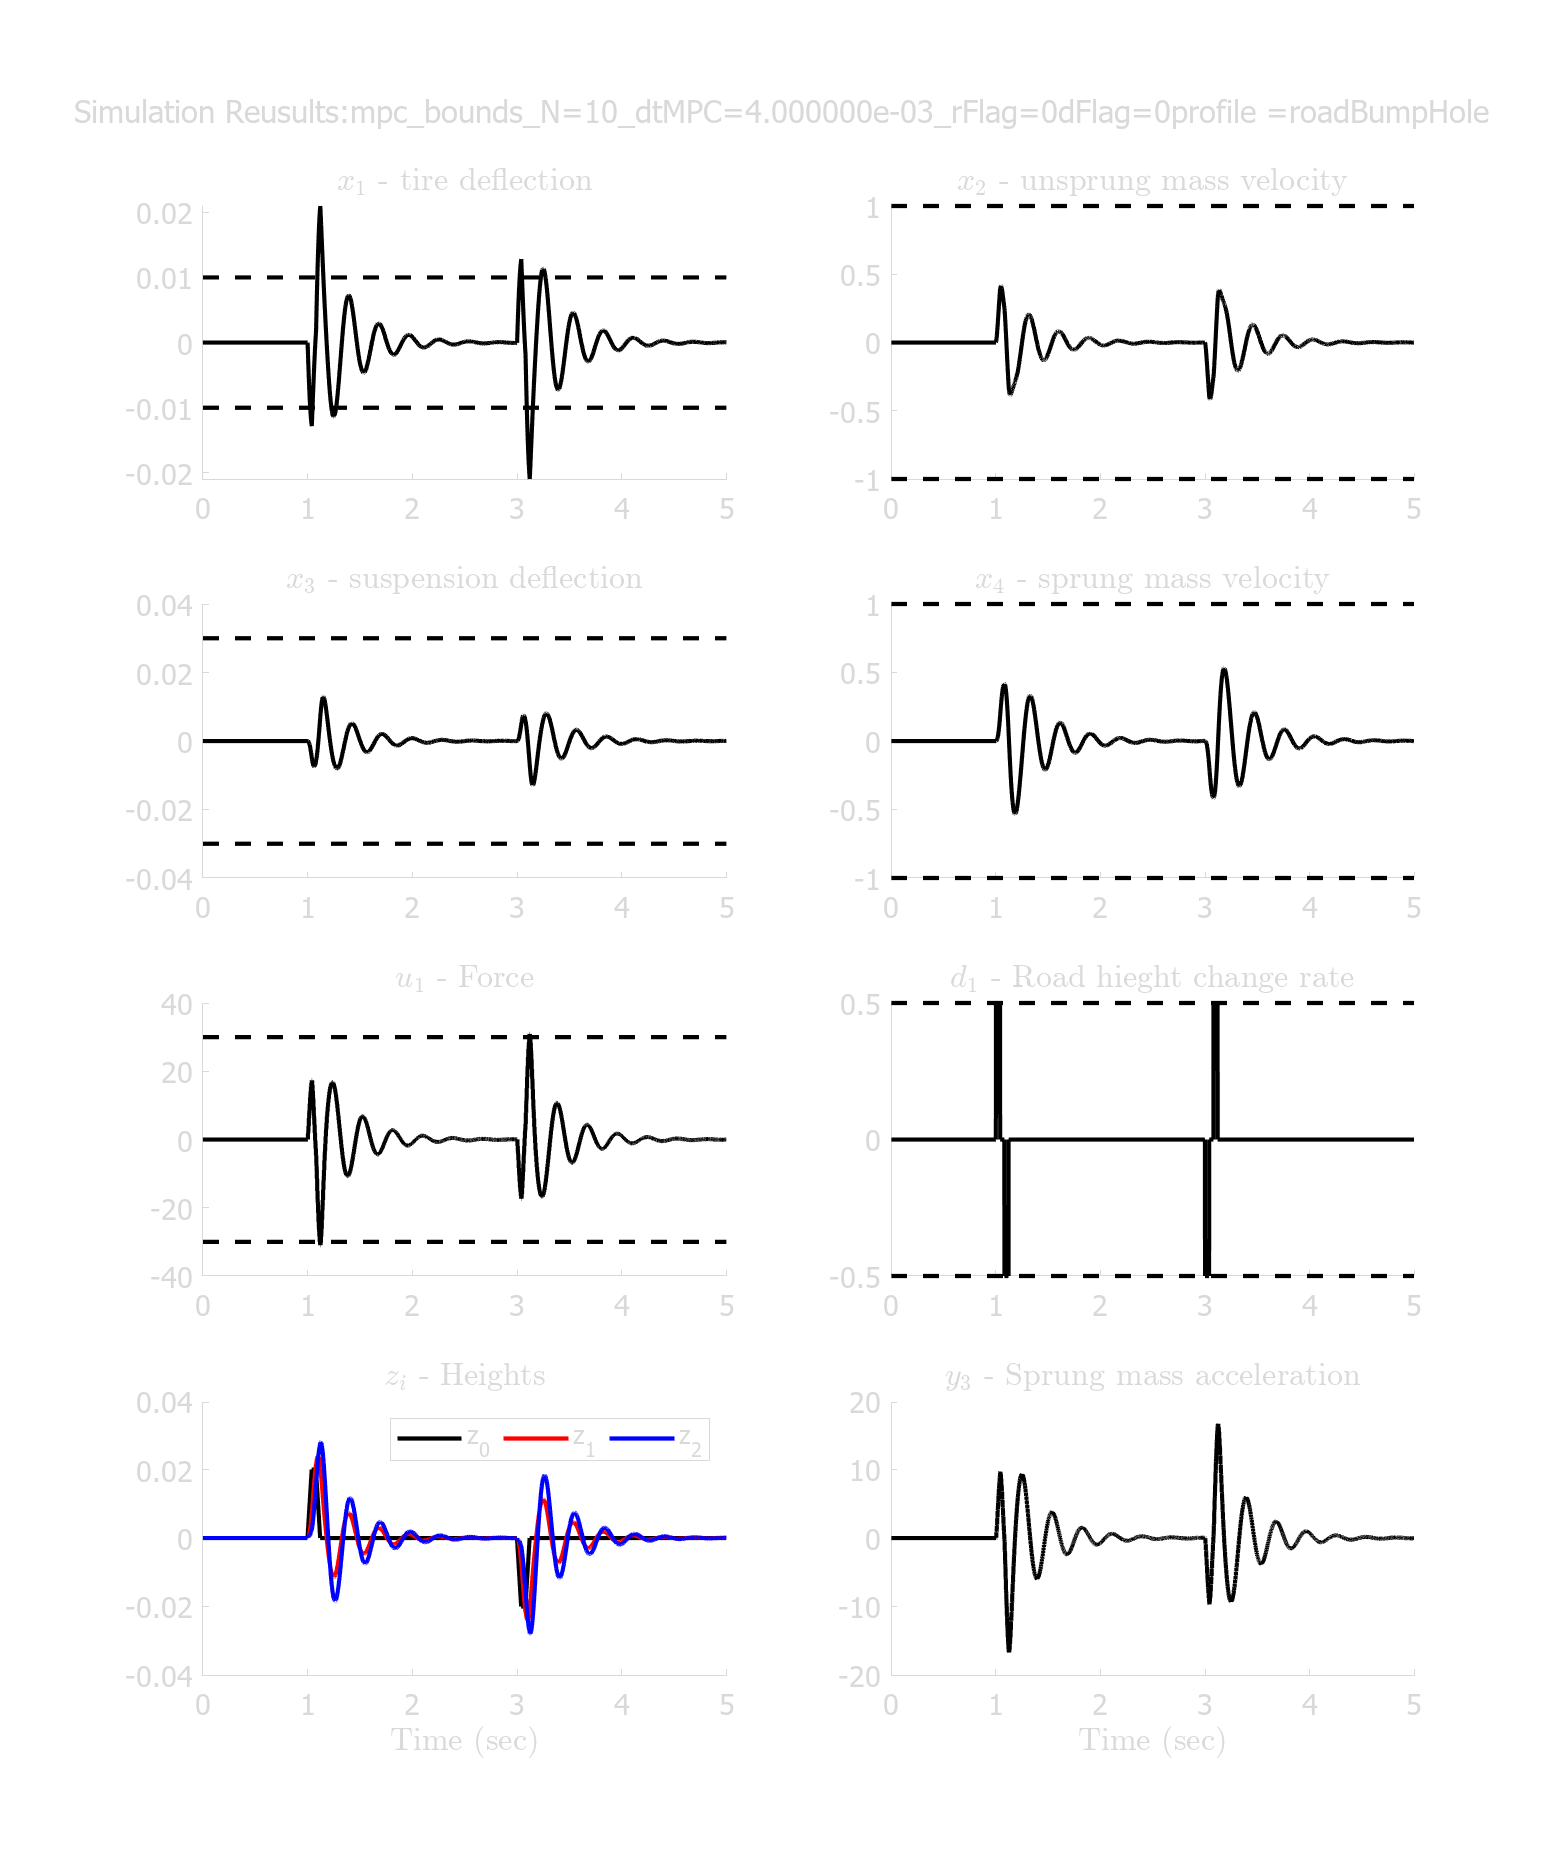 Simulation Reusults:mpc_bounds_N=10_dtMPC=4.000000e-03_rFlag=0dFlag=0profile =roadBumpHole
x₁ - tire deflection
0.02
0.01
0
-0.01
-0.02
0 1 2 3 4 5
x₂ - unsprung mass velocity
1
0.5
0
-0.5
-1
0 1 2 3 4 5
x₃ - suspension deflection
0.04
0.02
0
-0.02
-0.04
0 1 2 3 4 5
x₄ - sprung mass velocity
1
0.5
0
-0.5
-1
0 1 2 3 4 5
u₁ - Force
40
20
0
-20
-40
0 1 2 3 4 5
d₁ - Road hieght change rate
0.5
0
-0.5
0 1 2 3 4 5
zᵢ - Heights
0.04
0.02
0
-0.02
-0.04
z₀ z₁ z₂
0 1 2 3 4 5
Time (sec)
y₃ - Sprung mass acceleration
20
10
0
-10
-20
0 1 2 3 4 5
Time (sec)